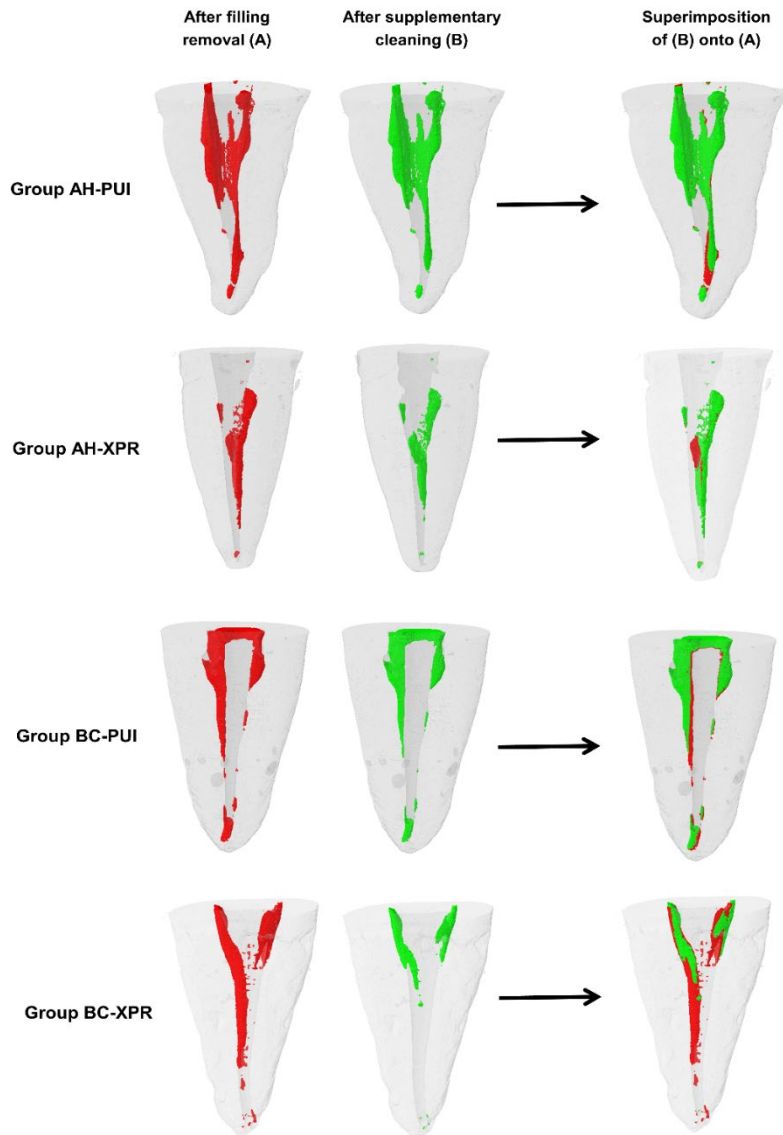 After filling
removal (A)
After supplementary
cleaning (B)
Superimposition
of (B) onto (A)
Group AH-PUI
Group AH-XPR
Group BC-PUI
Group BC-XPR